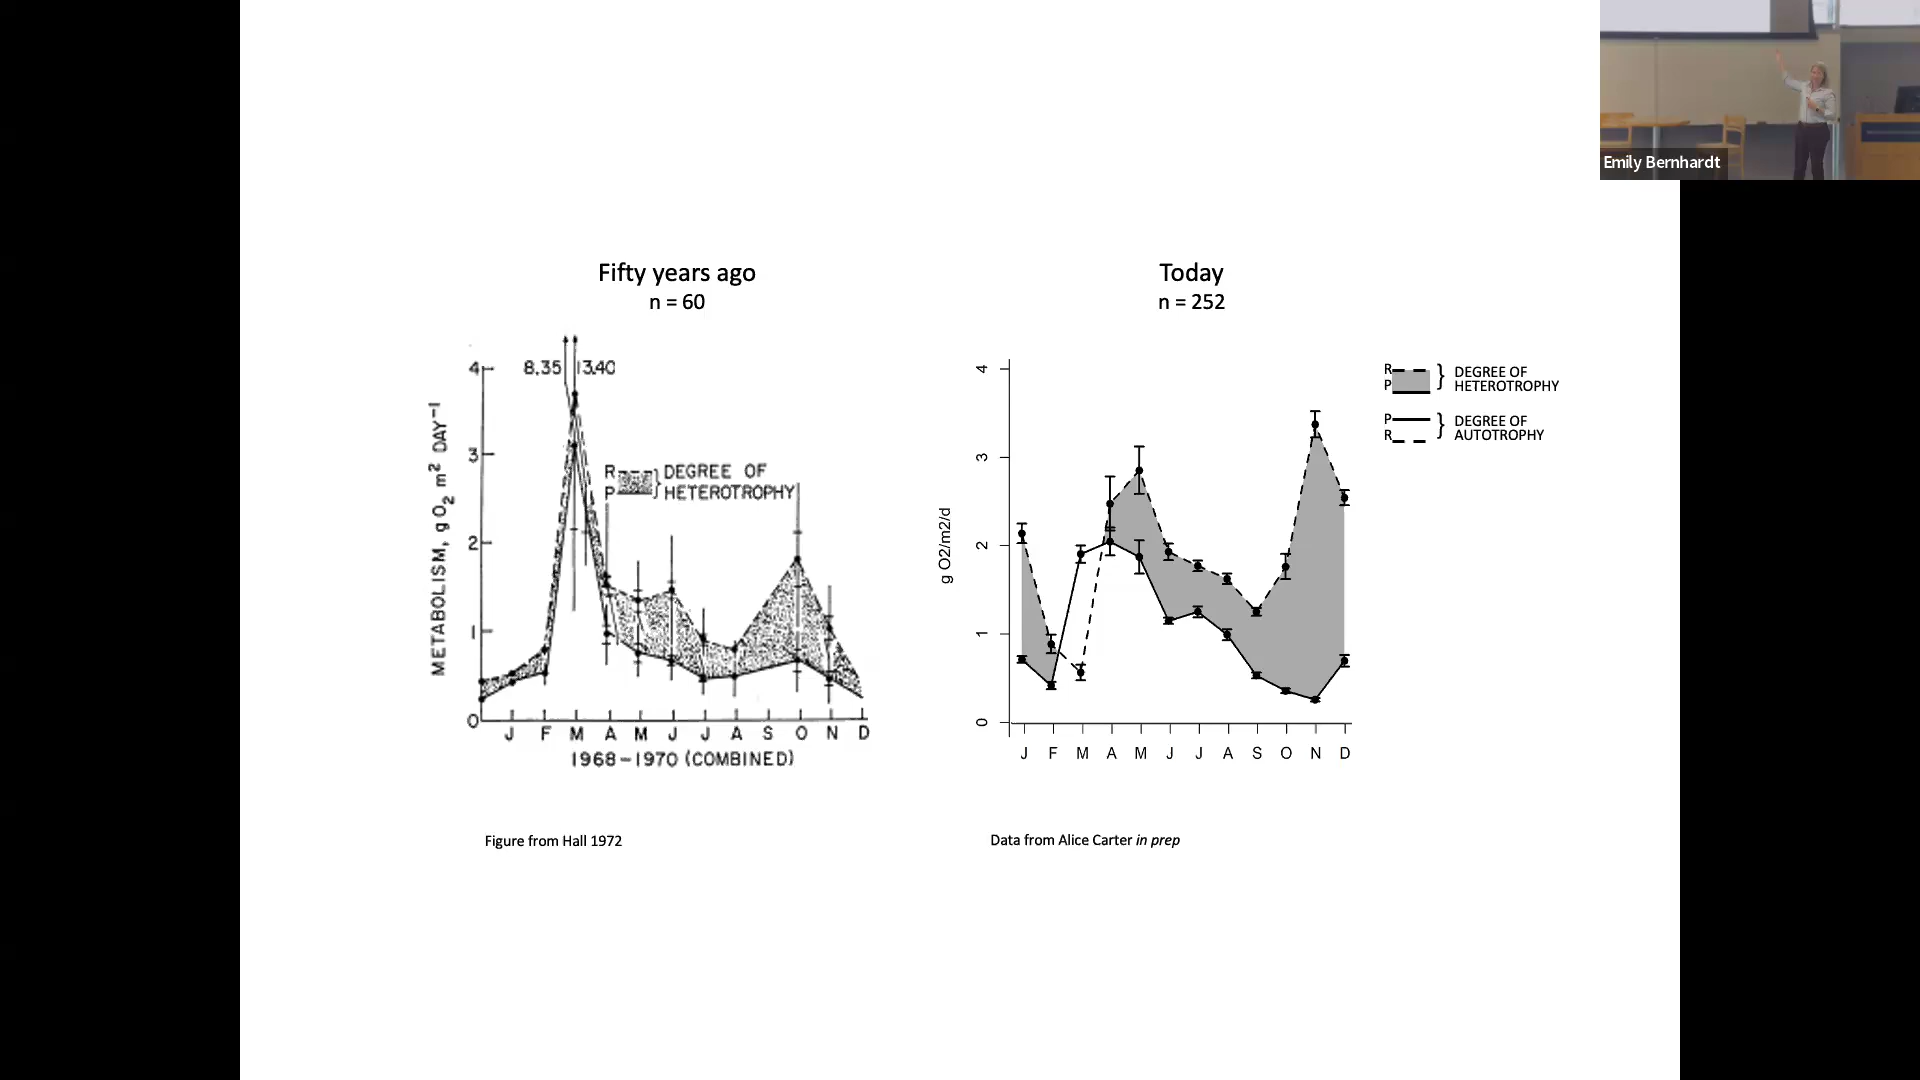 Emily Bernhardt
Fifty years ago
n = 60
8.35 13.40
4
3
2
1
0
METABOLISM, g O2 m2 DAY-1
R
P
} DEGREE OF
HETEROTROPHY
J F M A M J J A S O N D
1968-1970 (COMBINED)
Figure from Hall 1972
Today
n = 252
4
3
2
1
0
g O2/m2/d
J F M A M J J A S O N D
R
P
} DEGREE OF
HETEROTROPHY
P
R
} DEGREE OF
AUTOTROPHY
Data from Alice Carter in prep